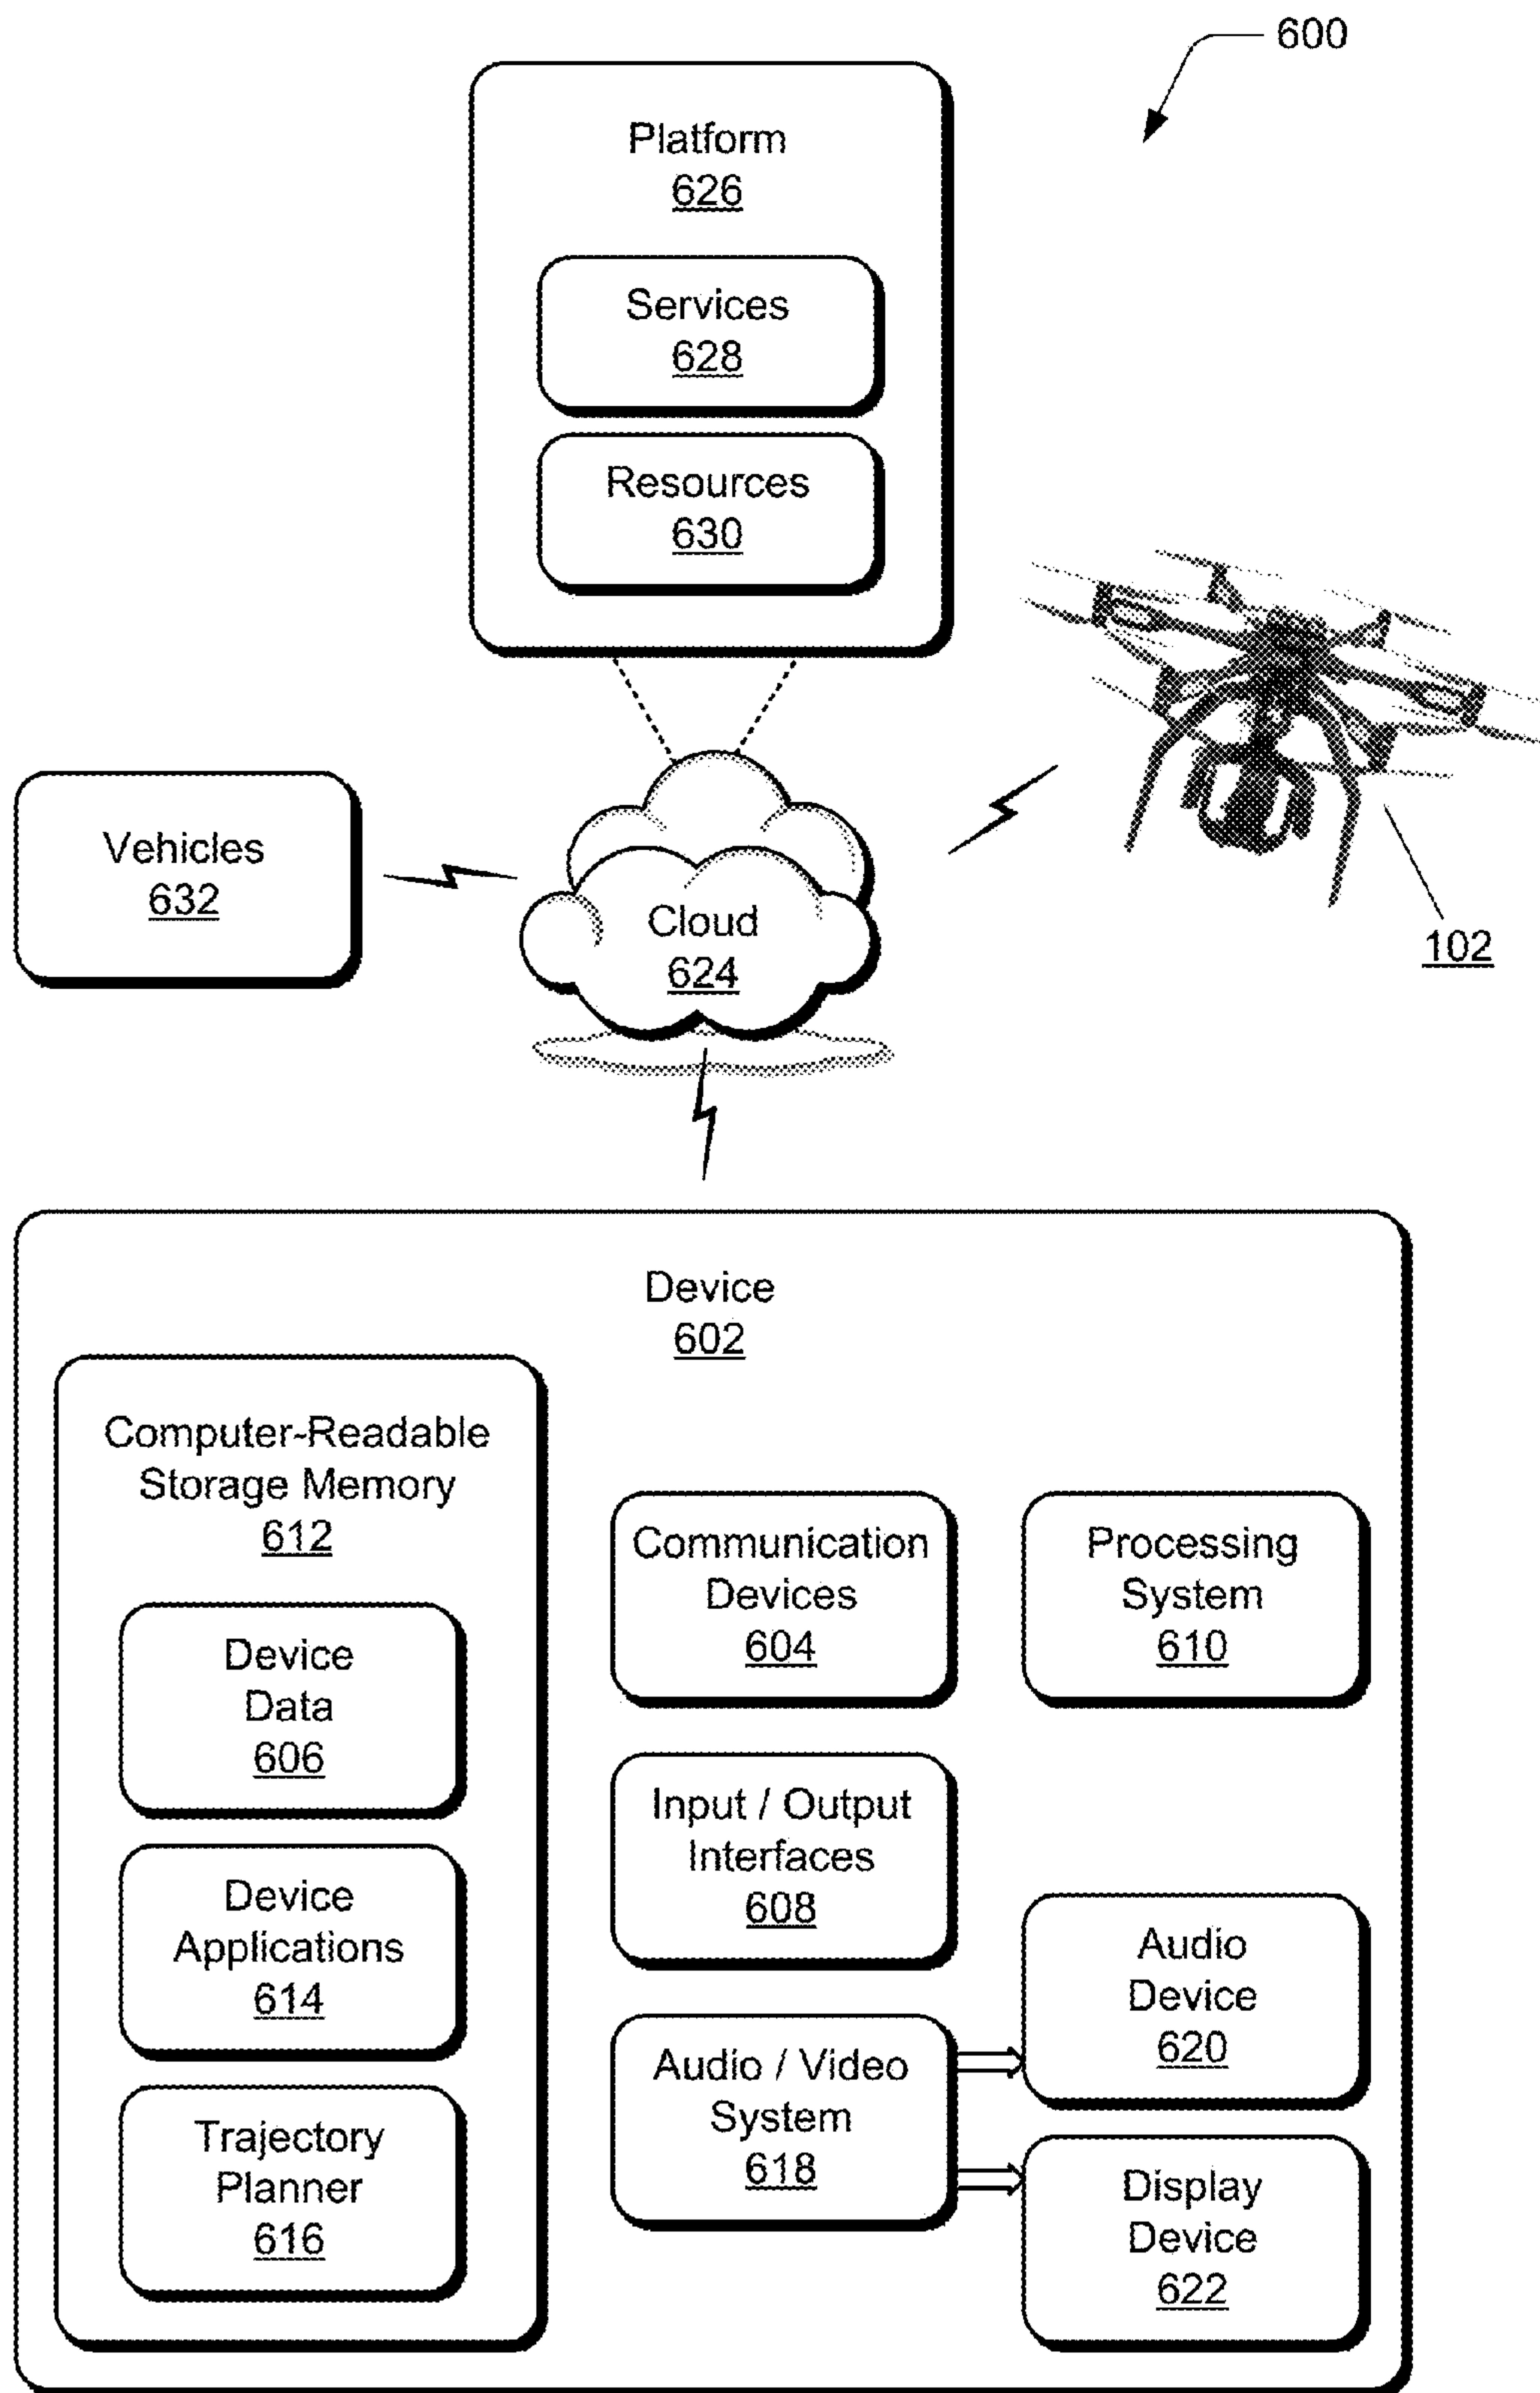 600
Platform
626
Services
628
Resources
630
Vehicles
632
Cloud
624
102
Device
602
Computer-Readable
Storage Memory
612
Device
Data
606
Device
Applications
614
Trajectory
Planner
616
Communication
Devices
604
Processing
System
610
Input / Output
Interfaces
608
Audio / Video
System
618
Audio
Device
620
Display
Device
622